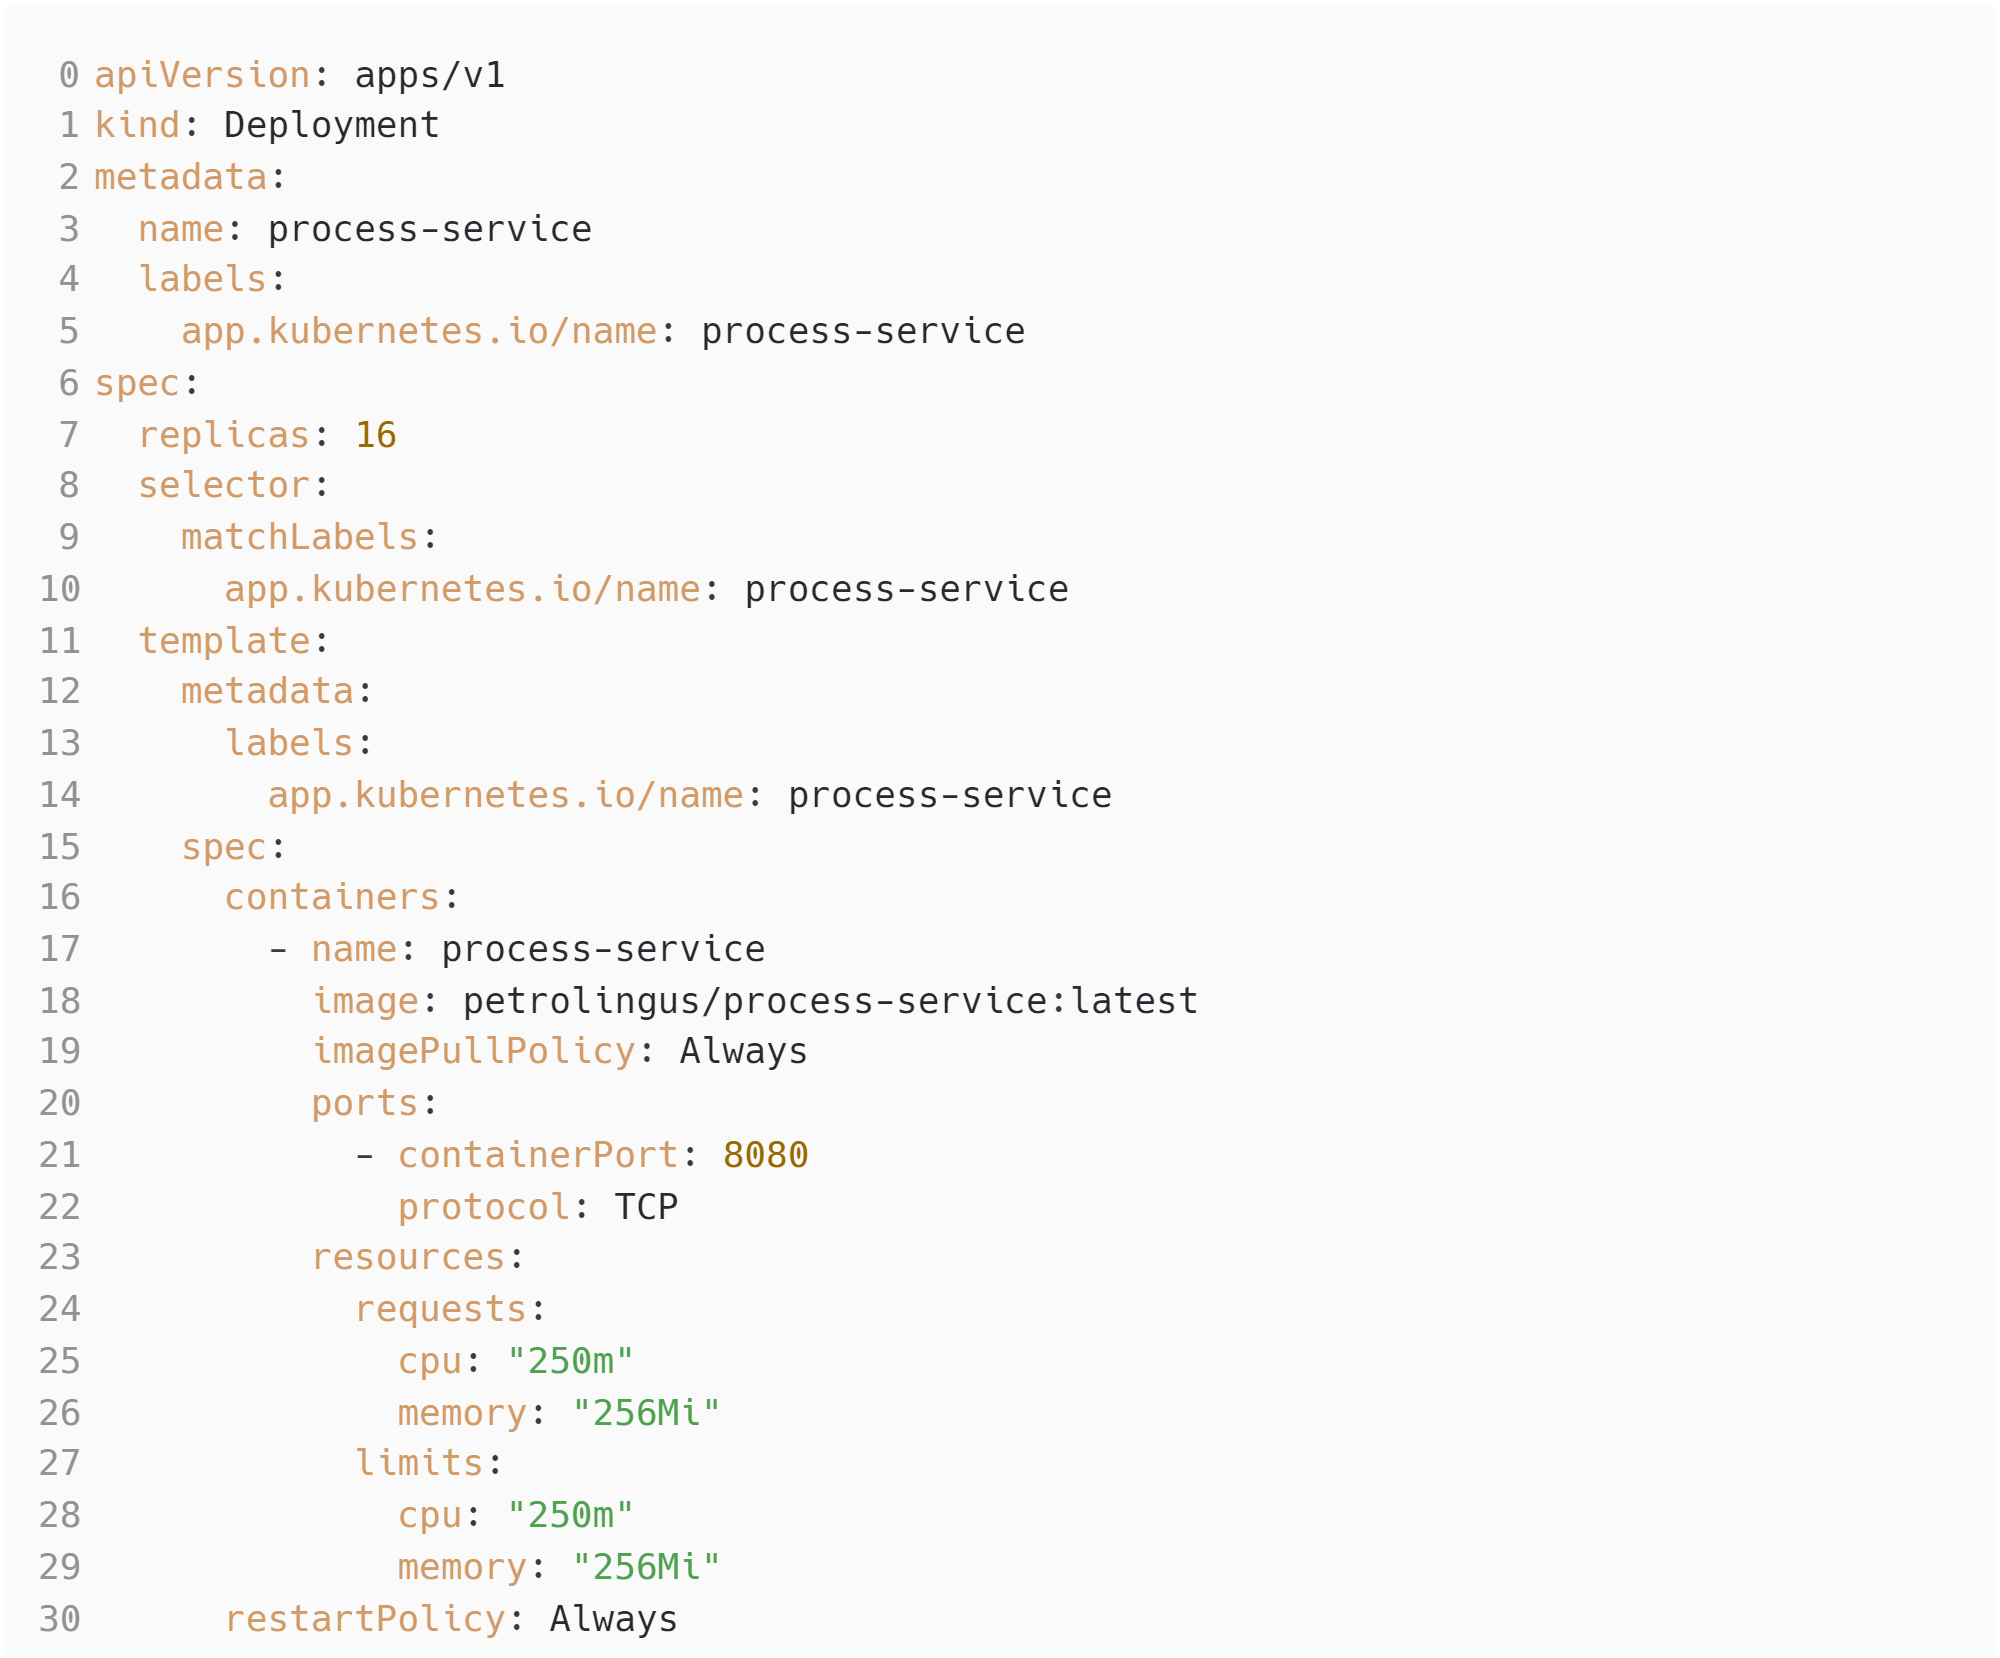 0 apiVersion: apps/v1
1 kind: Deployment
2 metadata:
3   name: process-service
4   labels:
5     app.kubernetes.io/name: process-service
6 spec:
7   replicas: 16
8   selector:
9     matchLabels:
10       app.kubernetes.io/name: process-service
11   template:
12     metadata:
13       labels:
14         app.kubernetes.io/name: process-service
15     spec:
16       containers:
17         - name: process-service
18           image: petrolingus/process-service:latest
19           imagePullPolicy: Always
20           ports:
21             - containerPort: 8080
22               protocol: TCP
23           resources:
24             requests:
25               cpu: "250m"
26               memory: "256Mi"
27             limits:
28               cpu: "250m"
29               memory: "256Mi"
30       restartPolicy: Always